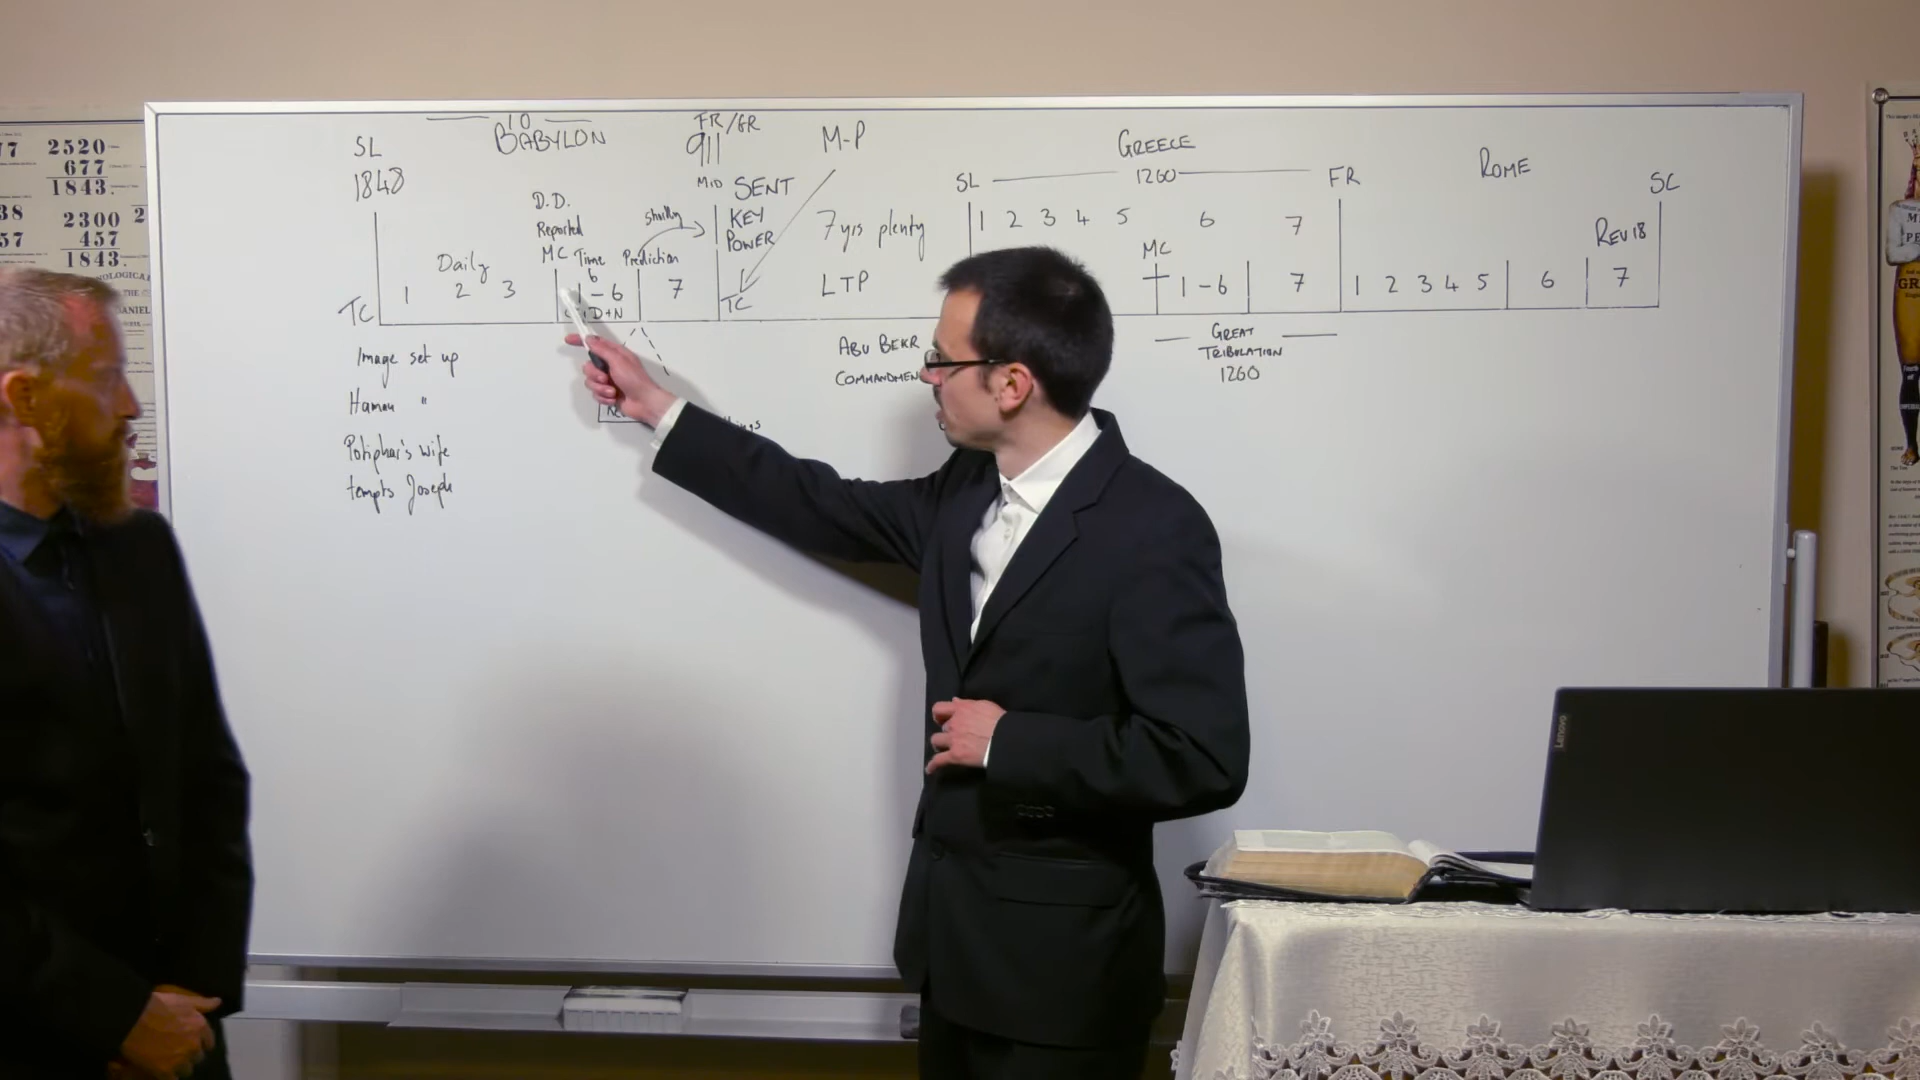 10
BABYLON
FR/GR
911
M-P
GREECE
ROME
SL
1848
MID SENT
SL
1260
FR
SC
D.D.
Reported
MC Time Prediction
KEY
POWER
7 yrs plenty
1 2 3 4 5 6 7
REV 18
Daily
MC
6
TC
1 2 3
1-6
7
TC
LTP
1-6
7
1 2 3 4 5
6
7
D+N
Image set up
Haman "
Potiphar's wife
tempts Joseph
ABU BEKR
GREAT
TRIBULATION
1260
2520
677
1843.
2300
457
1843.
DANIEL
Lenovo